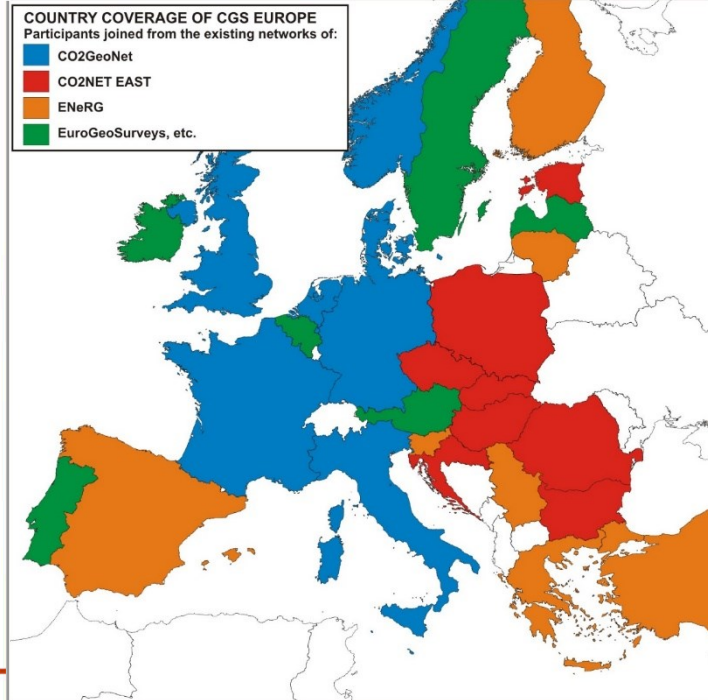 COUNTRY COVERAGE OF CGS EUROPE
Participants joined from the existing networks of:
CO2GeoNet
CO2NET EAST
ENeRG
EuroGeoSurveys, etc.